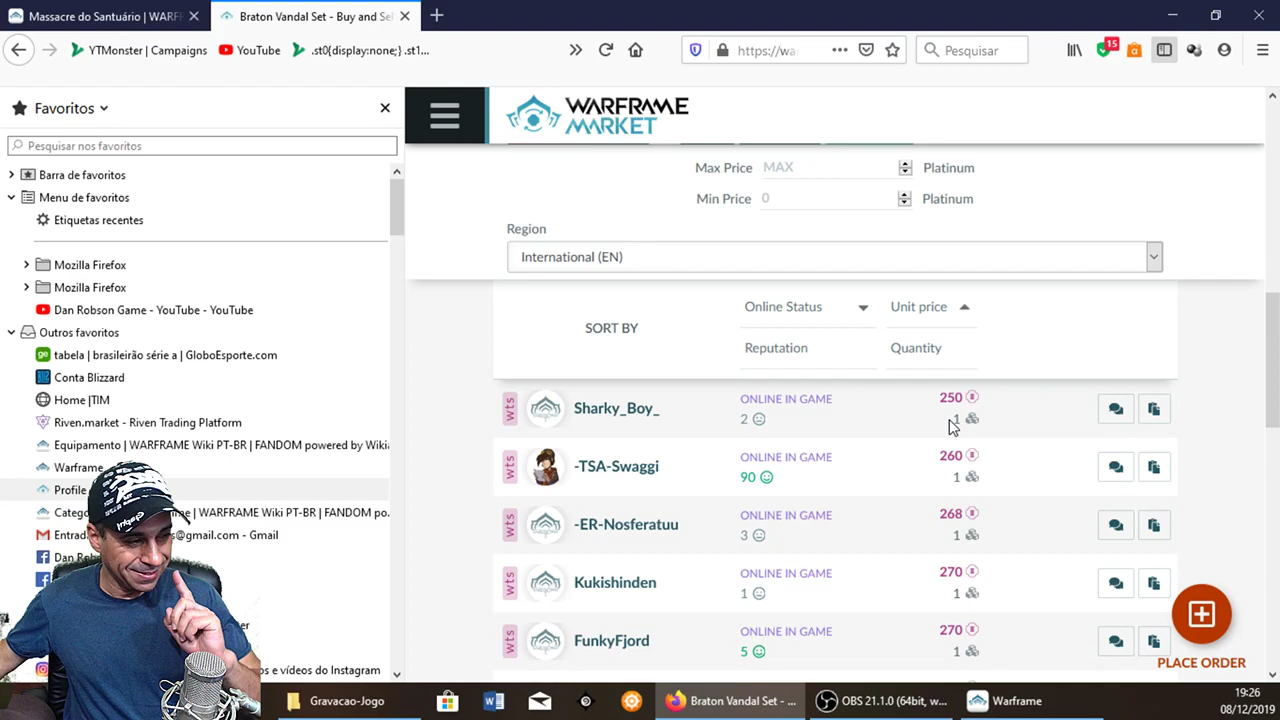 Massacre do Santuário | WARF
Braton Vandal Set - Buy and Sel
YTMonster | Campaigns
YouTube
.st0{display:none;} .st1...
https://wa
Pesquisar
15
Favoritos
Pesquisar nos favoritos
Barra de favoritos
Menu de favoritos
Etiquetas recentes
Mozilla Firefox
Mozilla Firefox
Dan Robson Game - YouTube - YouTube
Outros favoritos
tabela | brasileirão série a | GloboEsporte.com
Conta Blizzard
Home |TIM
Riven.market - Riven Trading Platform
Equipamento | WARFRAME Wiki PT-BR | FANDOM powered by Wikia
Warframe
Profile
Catego
WARFRAME Wiki PT-BR | FANDOM po...
Entrad
s@gmail.com - Gmail
Dan Rob
s e vídeos do Instagram
WARFRAME
MARKET
Max Price MAX Platinum
Min Price 0 Platinum
Region
International (EN)
SORT BY
Online Status Unit price
Reputation Quantity
wts Sharky_Boy_ ONLINE IN GAME 250
2 1
wts -TSA-Swaggi ONLINE IN GAME 260
90 1
wts -ER-Nosferatuu ONLINE IN GAME 268
3 1
wts Kukishinden ONLINE IN GAME 270
1 1
wts FunkyFjord ONLINE IN GAME 270
5 1
PLACE ORDER
Gravacao-Jogo
Braton Vandal Set - ...
OBS 21.1.0 (64bit, w...
Warframe
19:26
08/12/2019